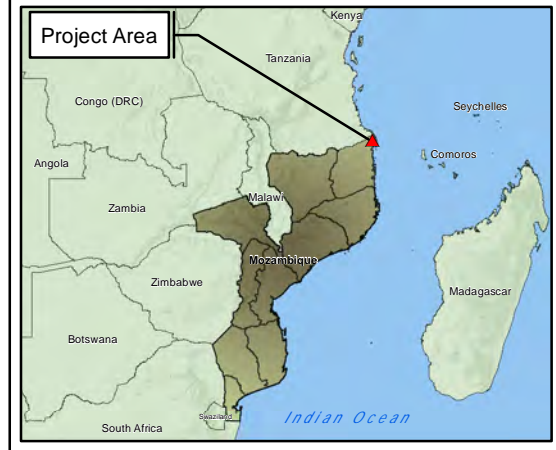 Kenya
Project Area
Tanzania
Congo (DRC)
Seychelles
Angola
Comoros
Malawi
Zambia
Mozambique
Zimbabwe
Madagascar
Botswana
Swaziland
Indian Ocean
South Africa